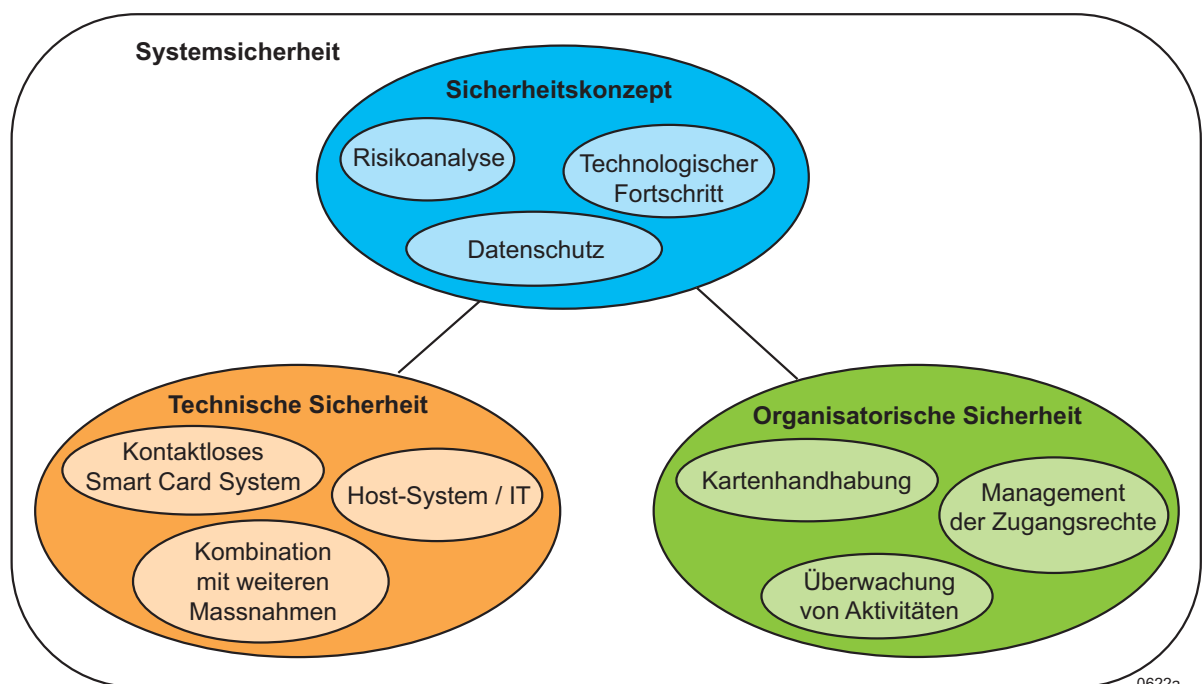 Systemsicherheit
Sicherheitskonzept
Risikoanalyse
Technologischer
Fortschritt
Datenschutz
Technische Sicherheit
Kontaktloses
Smart Card System
Host-System / IT
Kombination
mit weiteren
Massnahmen
Organisatorische Sicherheit
Kartenhandhabung
Management
der Zugangsrechte
Überwachung
von Aktivitäten
0622a